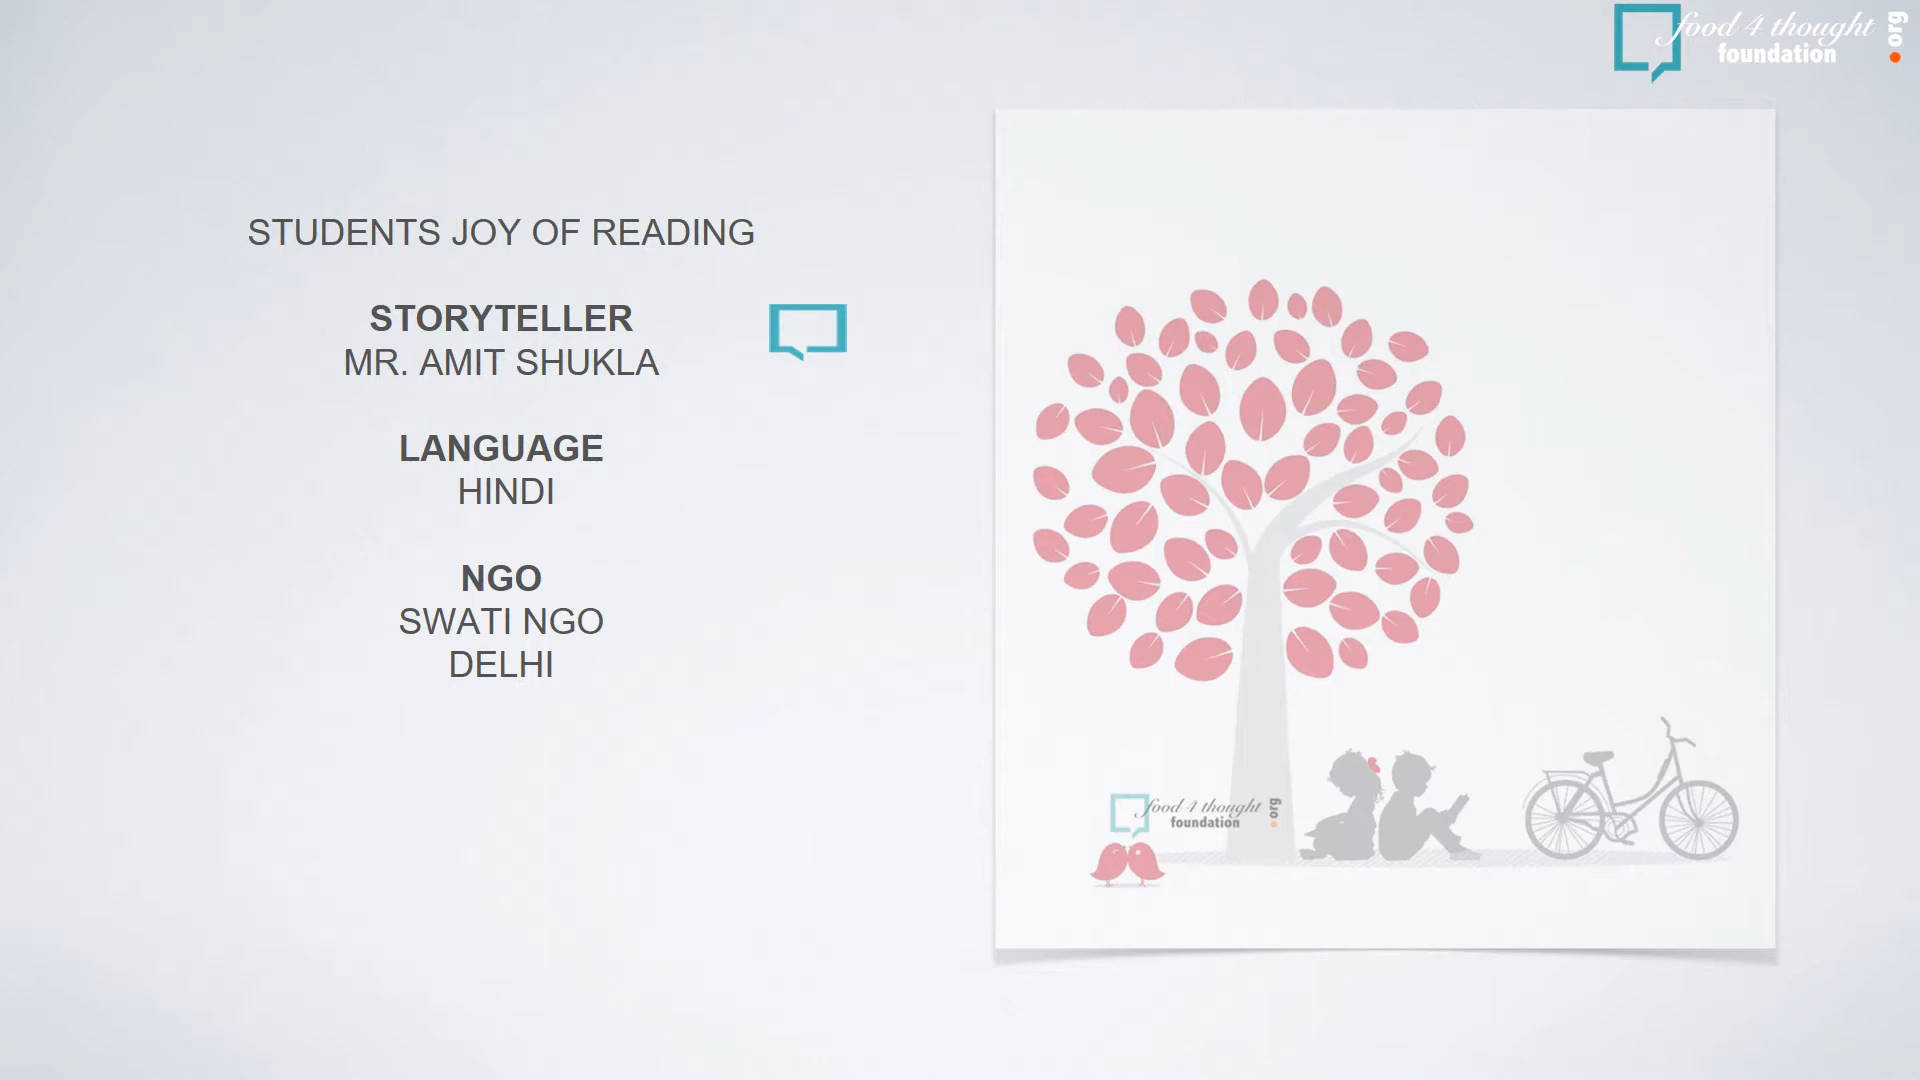 food 4 thought
foundation
.org
STUDENTS JOY OF READING
STORYTELLER
MR. AMIT SHUKLA
LANGUAGE
HINDI
NGO
SWATI NGO
DELHI
food 4 thought
foundation
.org